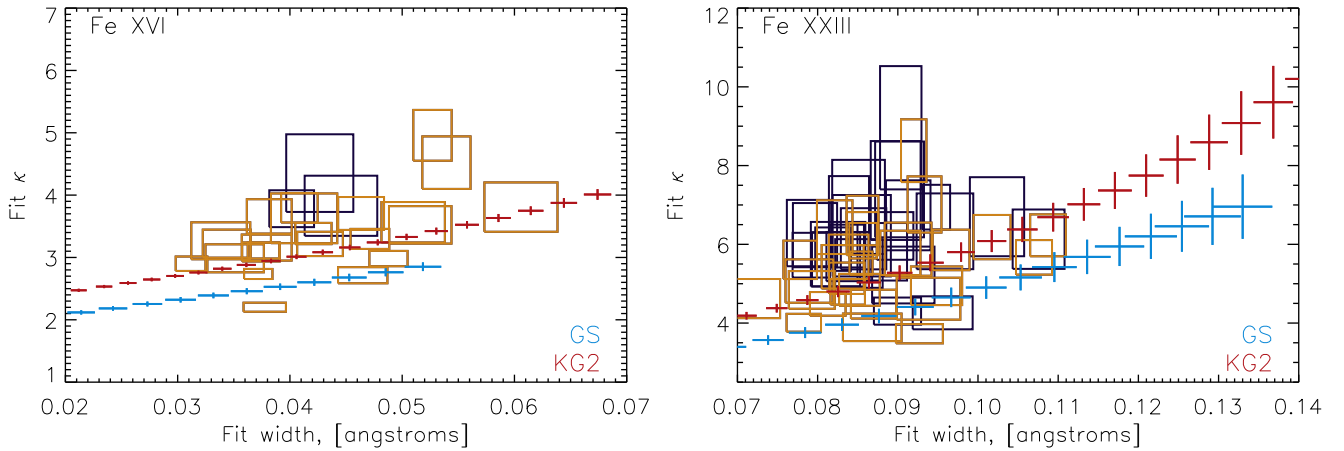 Fe XVI
Fit κ
7
6
5
4
3
2
1
GS
KG2
0.02 0.03 0.04 0.05 0.06 0.07
Fit width, [angstroms]
Fe XXIII
Fit κ
12
10
8
6
4
GS
KG2
0.07 0.08 0.09 0.10 0.11 0.12 0.13 0.14
Fit width, [angstroms]